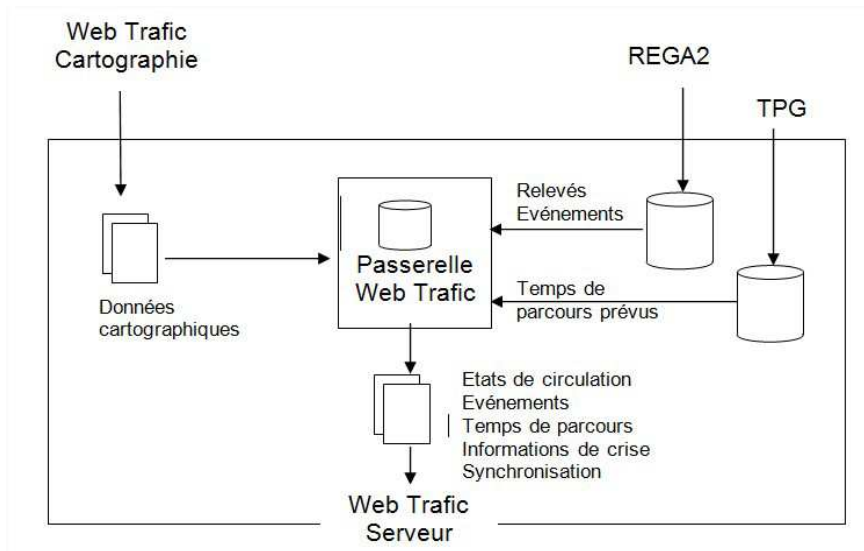 Web Trafic
Cartographie
REGA2
TPG
Relevés
Evénements
Passerelle
Web Trafic
Données
cartographiques
Temps de
parcours prévus
Etats de circulation
Evénements
Temps de parcours
Informations de crise
Synchronisation
Web Trafic
Serveur